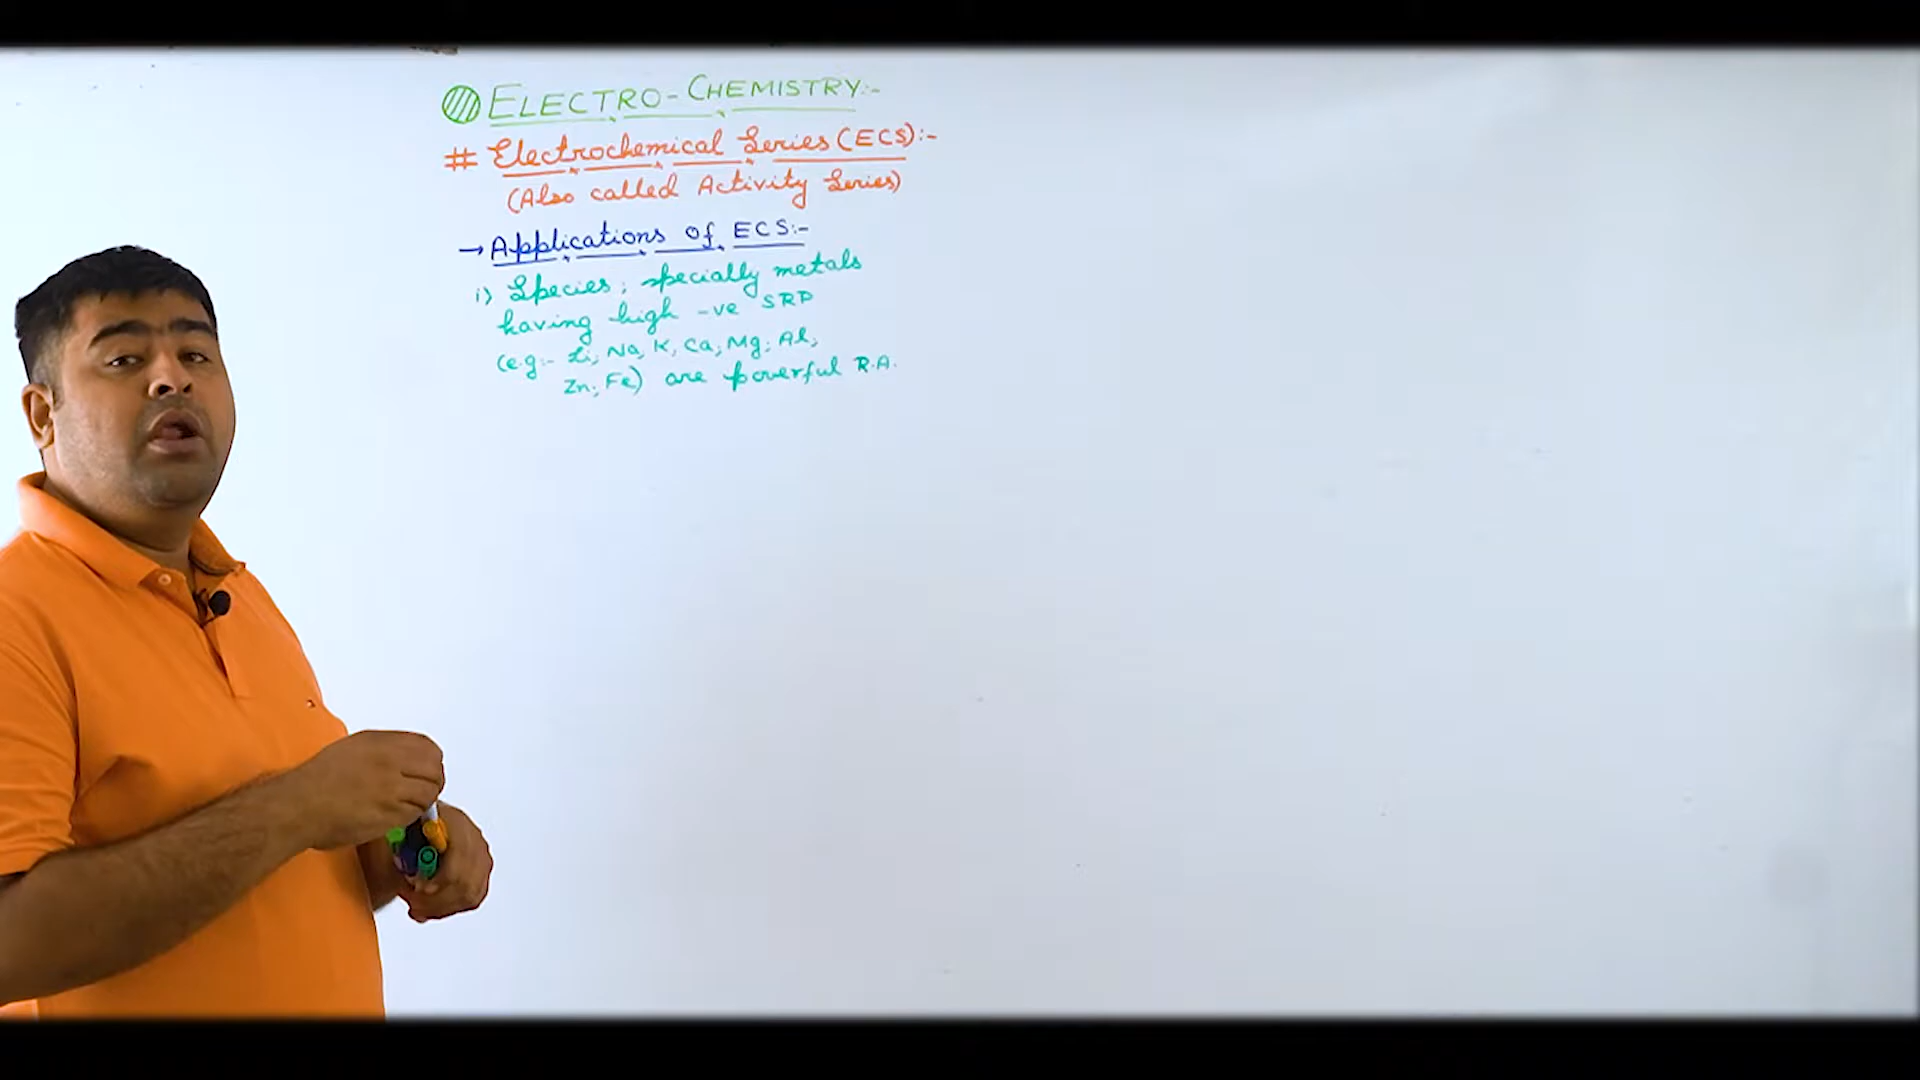 ELECTRO-CHEMISTRY:-
# Electrochemical Series (ECS):-
(Also called Activity Series)
→ Applications of ECS:-
i) Species; specially metals
having high -ve SRP
(e.g:- Li, Na, K, Ca, Mg, Al,
Zn, Fe) are powerful R.A.